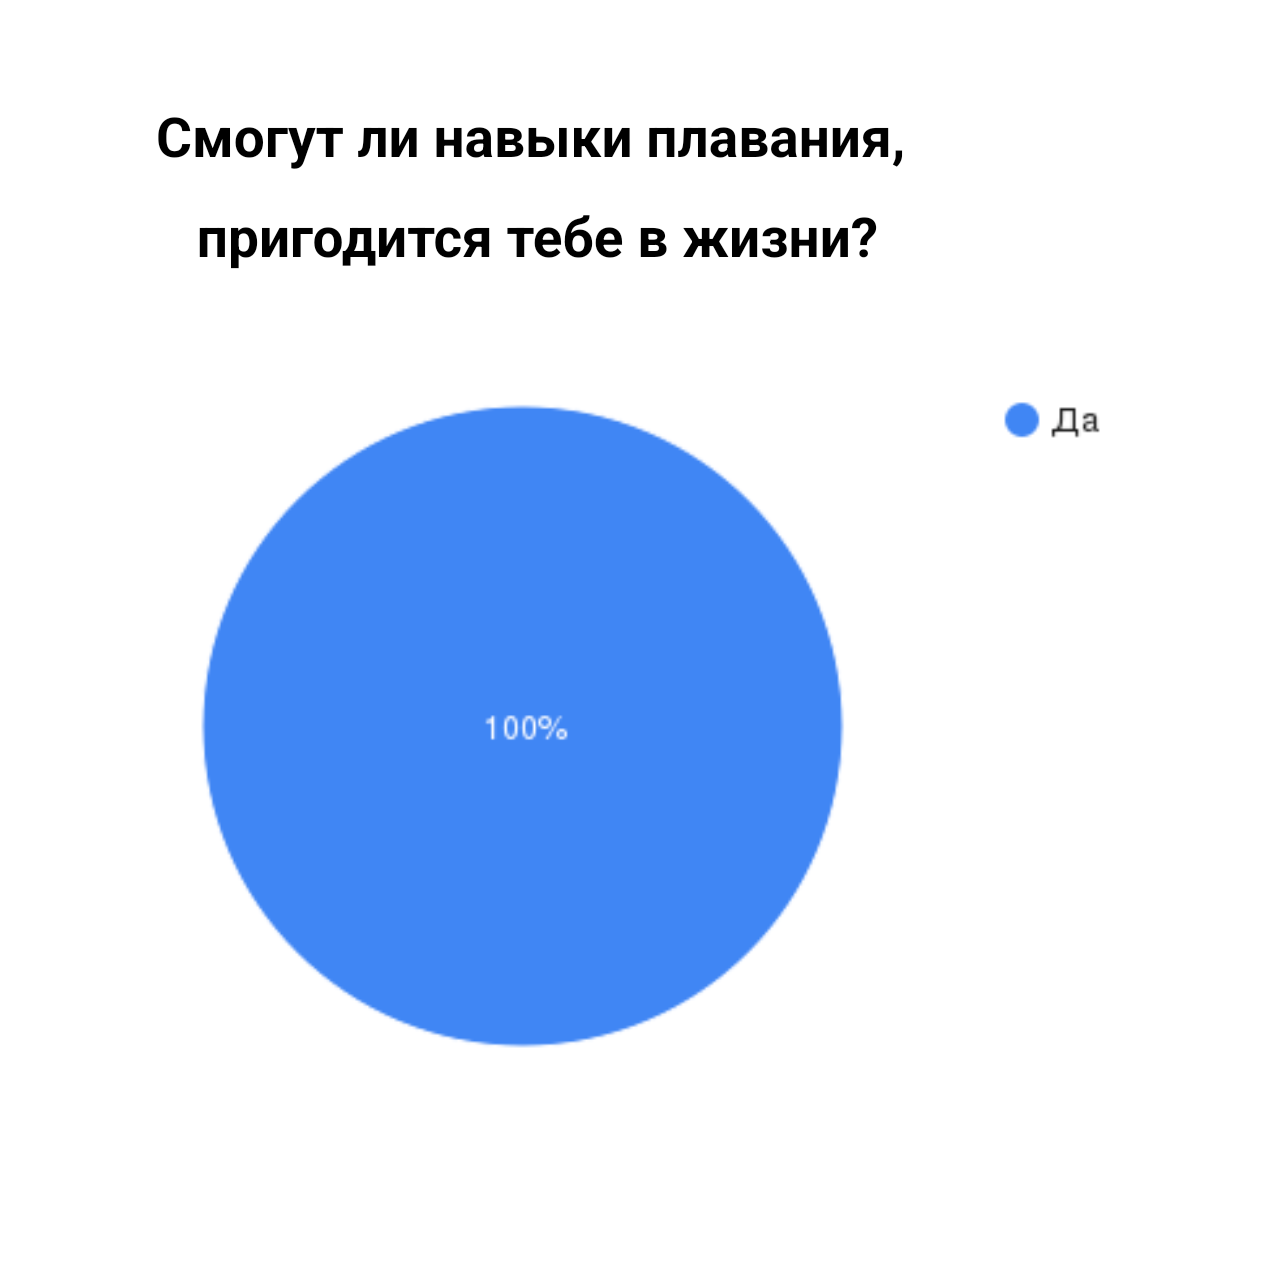 Смогут ли навыки плавания,
пригодится тебе в жизни?
Да
100%